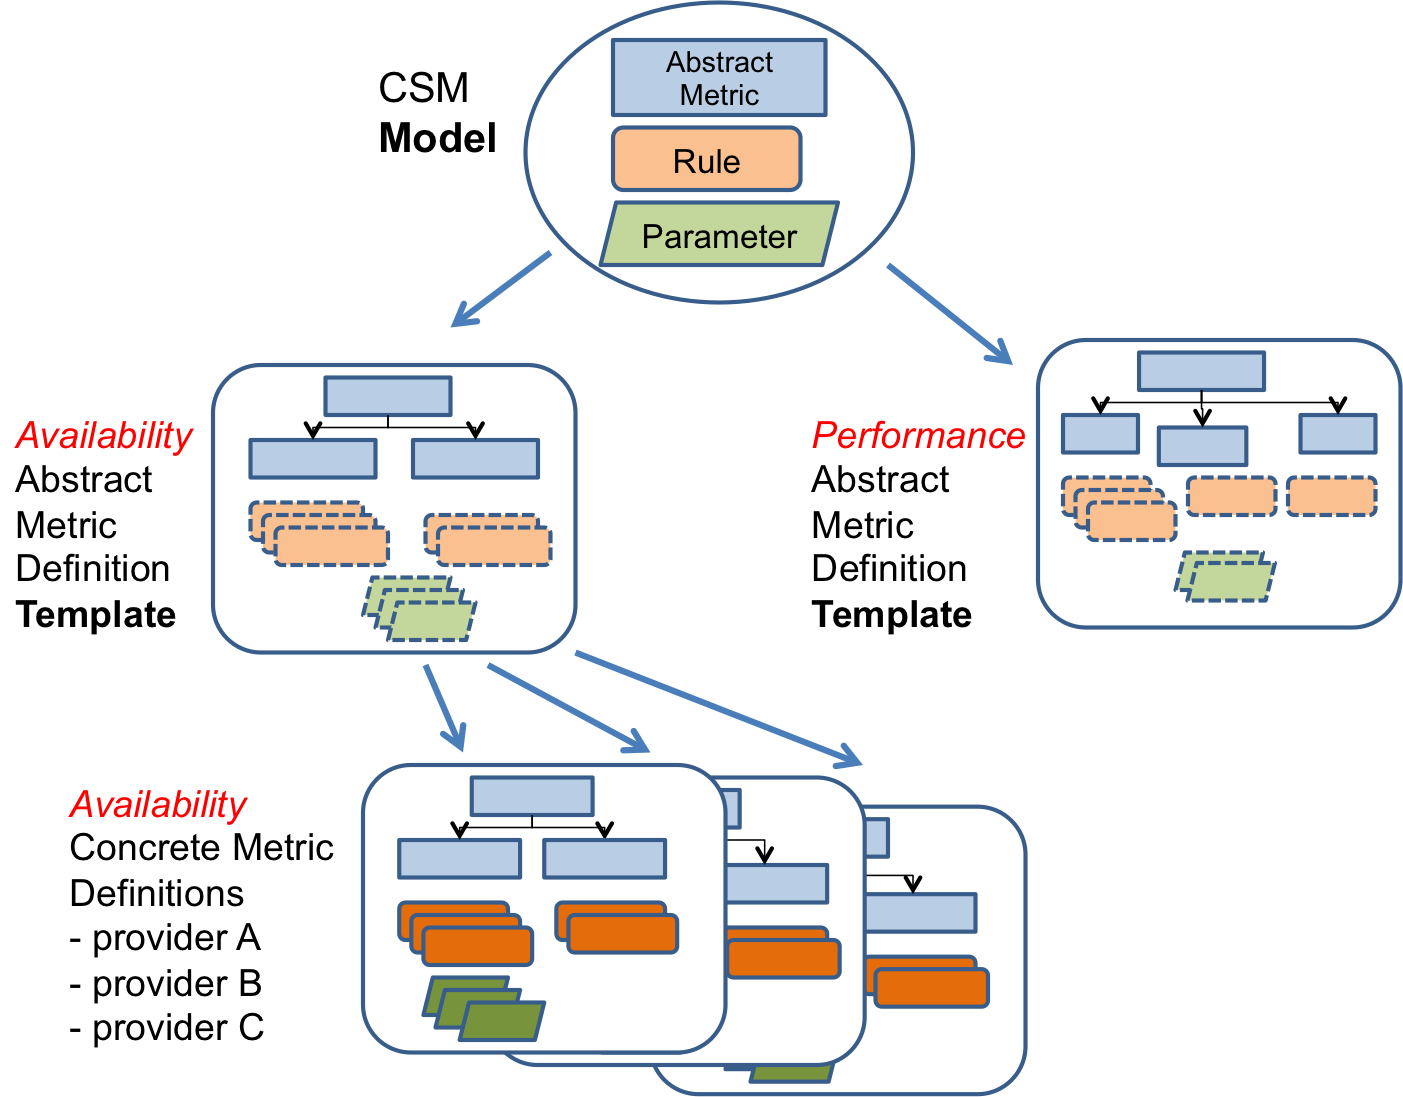 CSM
Model
Abstract
Metric
Rule
Parameter
Availability
Abstract
Metric
Definition
Template
Performance
Abstract
Metric
Definition
Template
Availability
Concrete Metric
Definitions
- provider A
- provider B
- provider C